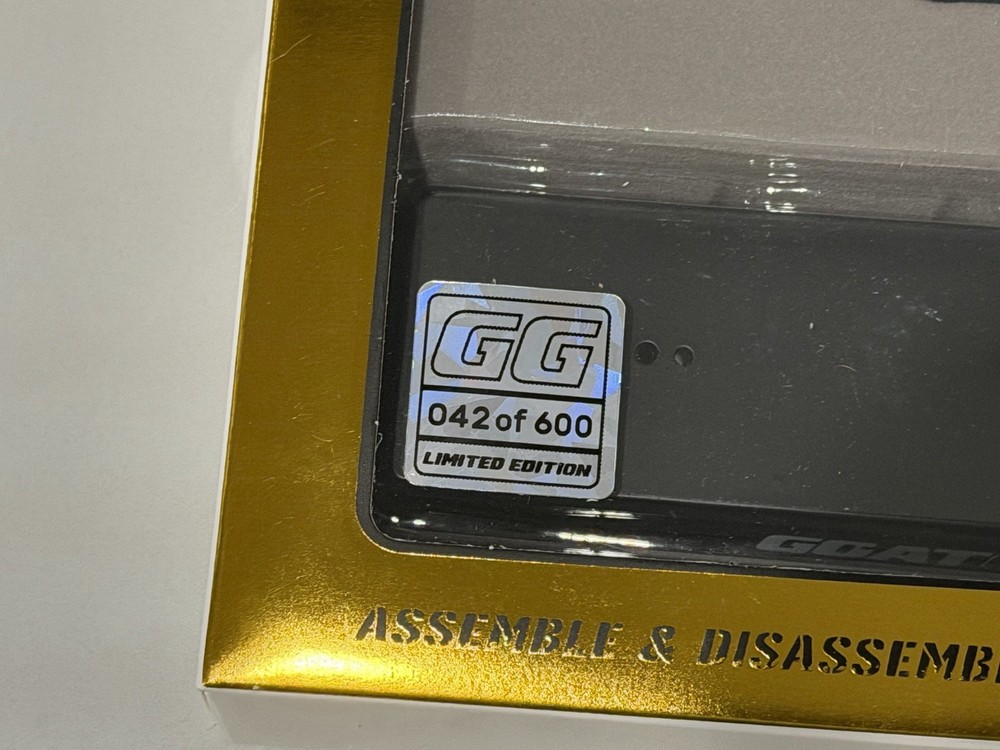 GG
042 of 600
LIMITED EDITION
ASSEMBLE & DISASSEMB